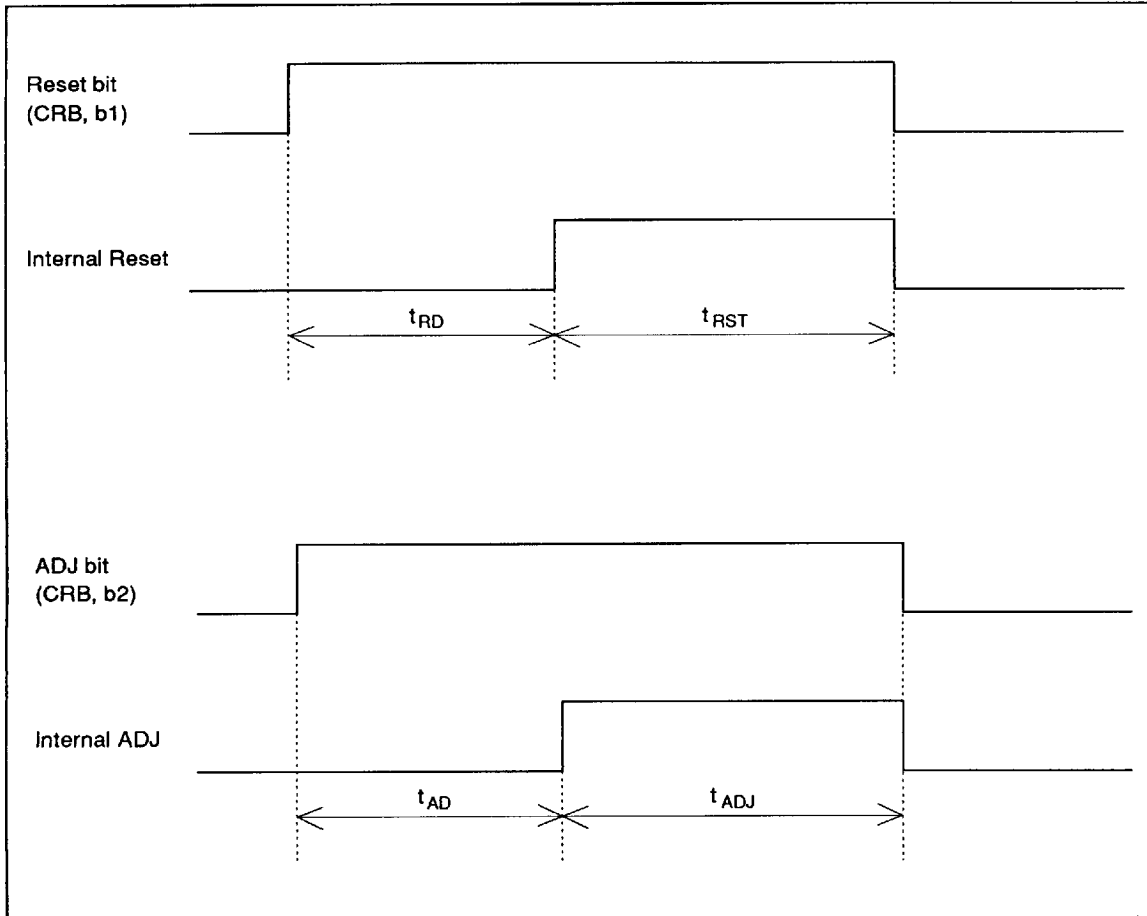 Reset bit
(CRB, b1)
Internal Reset
tRD
tRST
ADJ bit
(CRB, b2)
Internal ADJ
tAD
tADJ